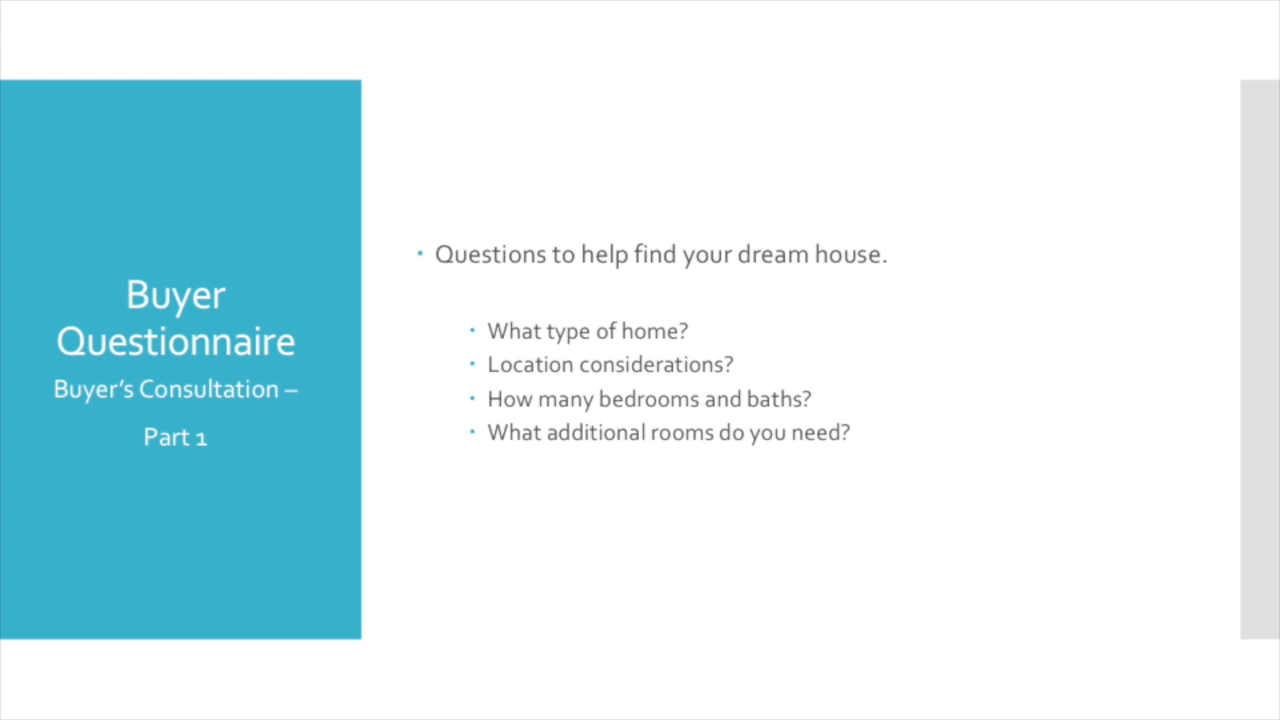 Buyer
Questionnaire
Buyer’s Consultation –
Part 1
• Questions to help find your dream house.
• What type of home?
• Location considerations?
• How many bedrooms and baths?
• What additional rooms do you need?